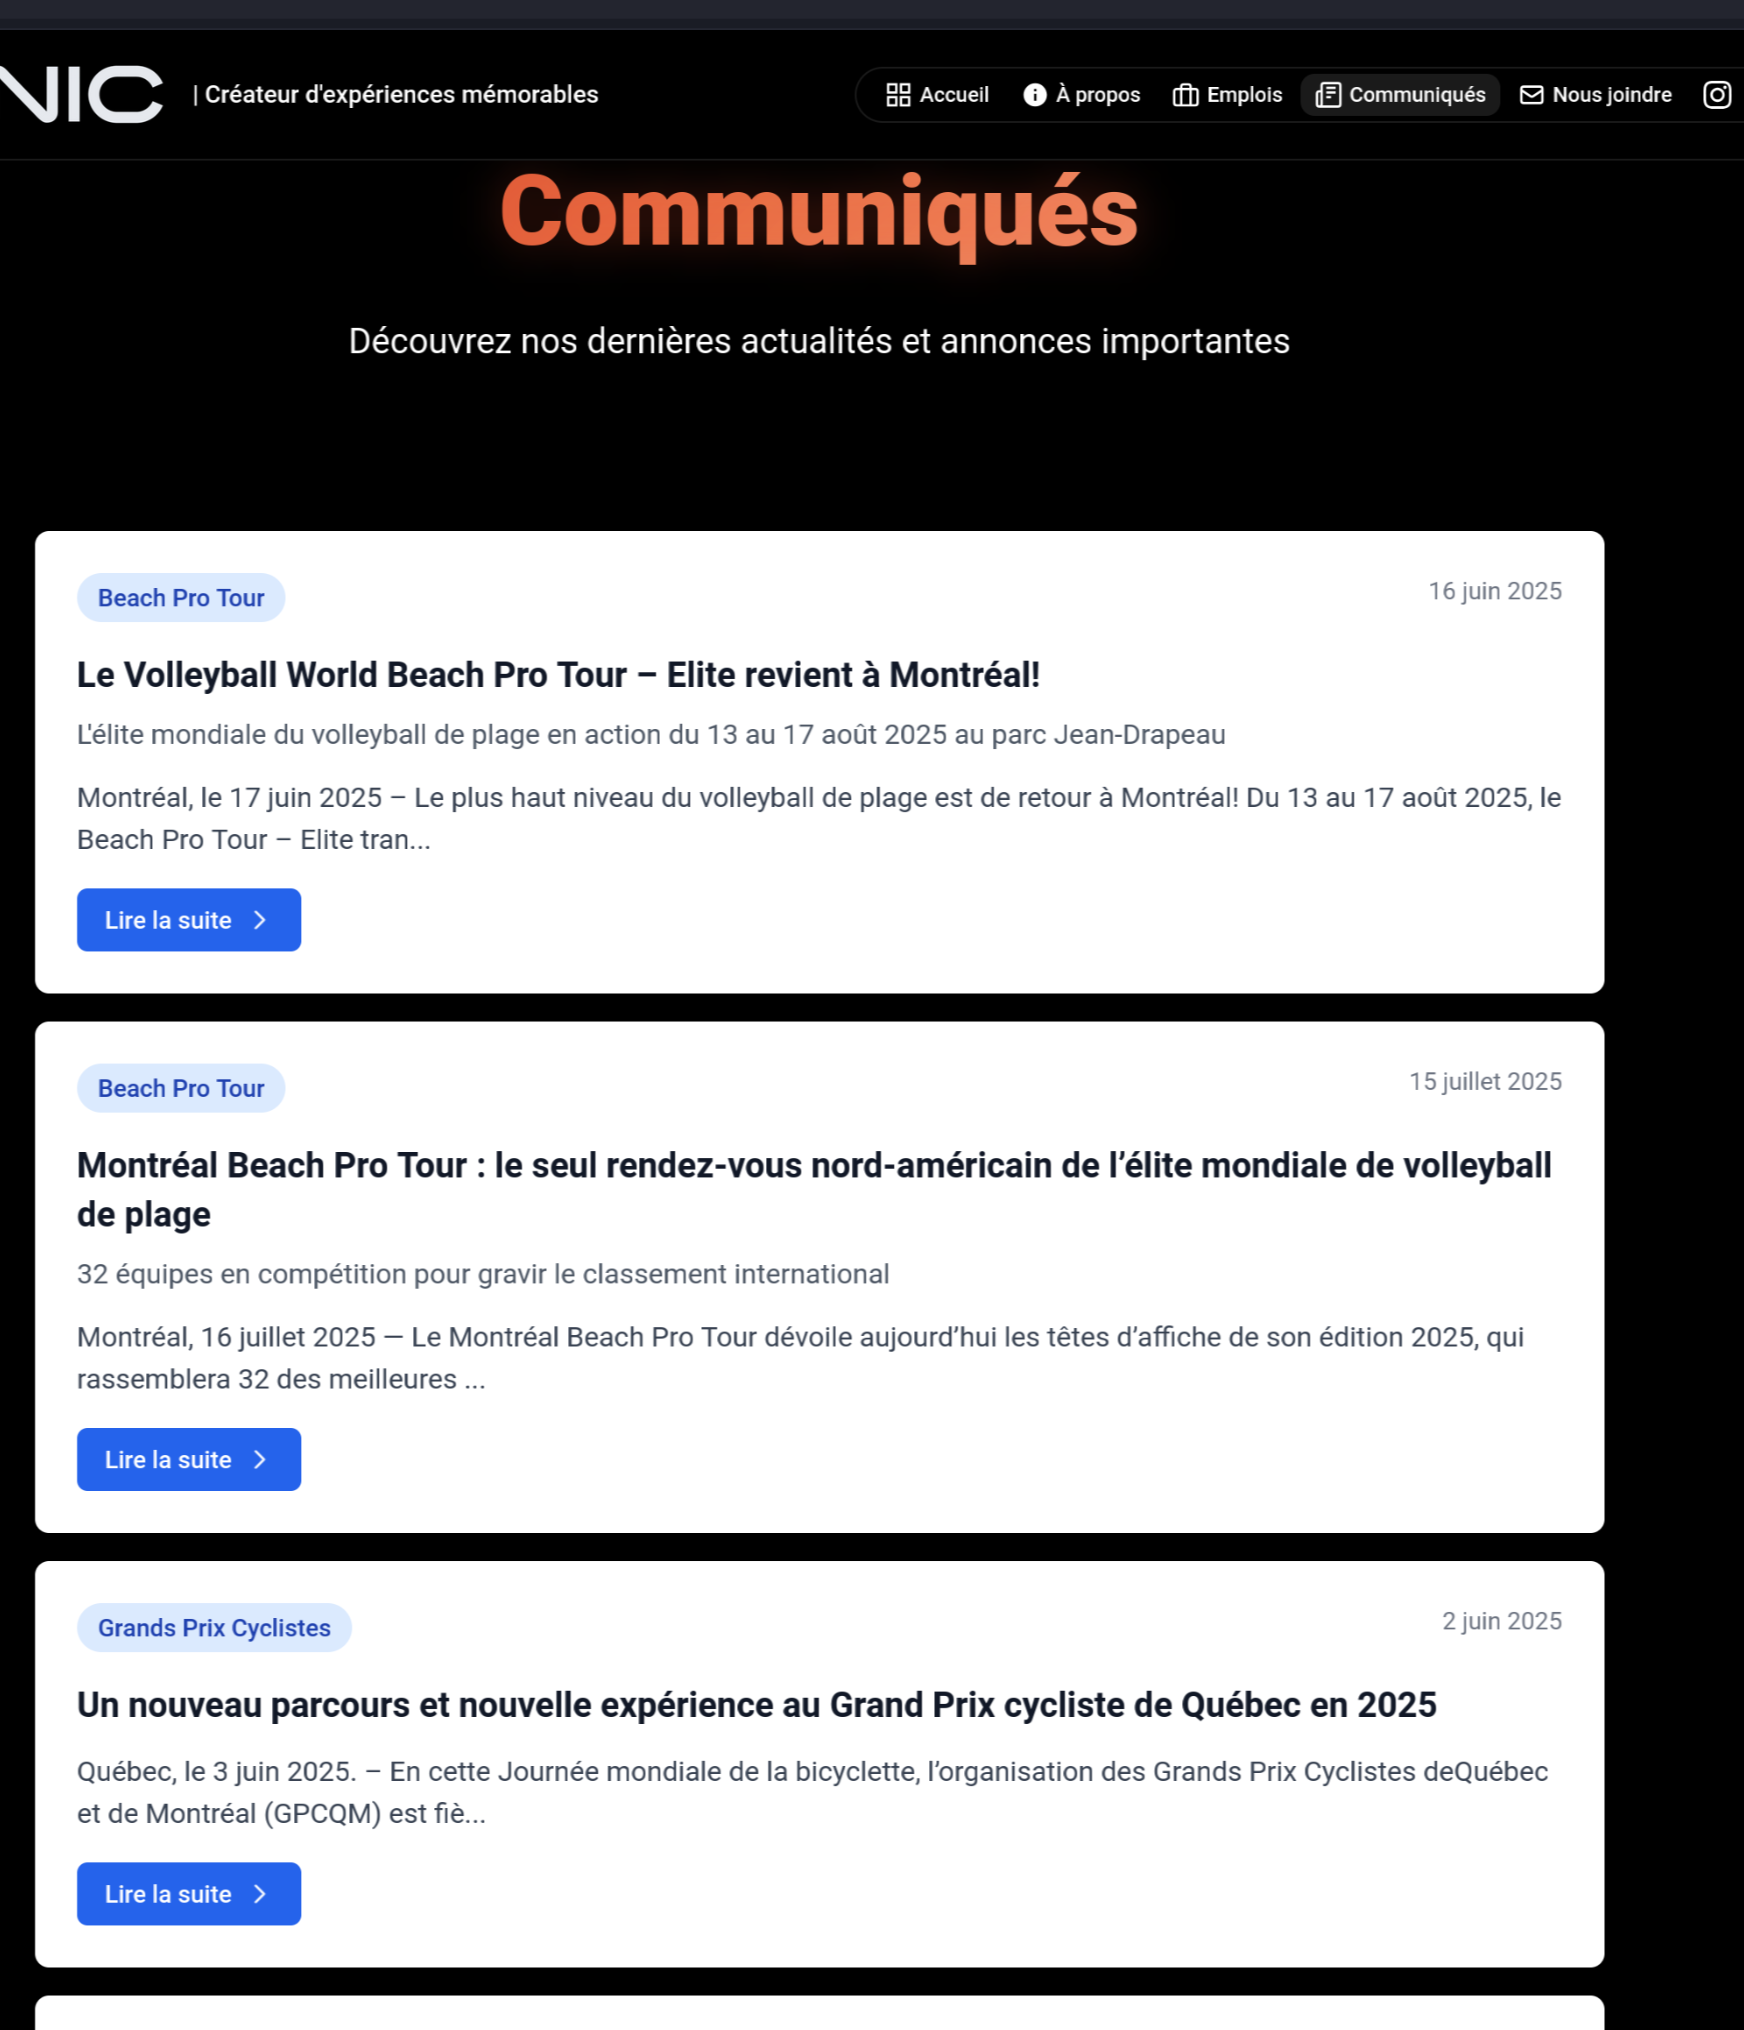 NIC
| Créateur d'expériences mémorables
Accueil
À propos
Emplois
Communiqués
Nous joindre
Communiqués
Découvrez nos dernières actualités et annonces importantes
Beach Pro Tour
16 juin 2025
Le Volleyball World Beach Pro Tour – Elite revient à Montréal!
L'élite mondiale du volleyball de plage en action du 13 au 17 août 2025 au parc Jean-Drapeau
Montréal, le 17 juin 2025 – Le plus haut niveau du volleyball de plage est de retour à Montréal! Du 13 au 17 août 2025, le
Beach Pro Tour – Elite tran...
Lire la suite
Beach Pro Tour
15 juillet 2025
Montréal Beach Pro Tour : le seul rendez-vous nord-américain de l’élite mondiale de volleyball
de plage
32 équipes en compétition pour gravir le classement international
Montréal, 16 juillet 2025 — Le Montréal Beach Pro Tour dévoile aujourd’hui les têtes d’affiche de son édition 2025, qui
rassemblera 32 des meilleures ...
Lire la suite
Grands Prix Cyclistes
2 juin 2025
Un nouveau parcours et nouvelle expérience au Grand Prix cycliste de Québec en 2025
Québec, le 3 juin 2025. – En cette Journée mondiale de la bicyclette, l’organisation des Grands Prix Cyclistes deQuébec
et de Montréal (GPCQM) est fiè...
Lire la suite